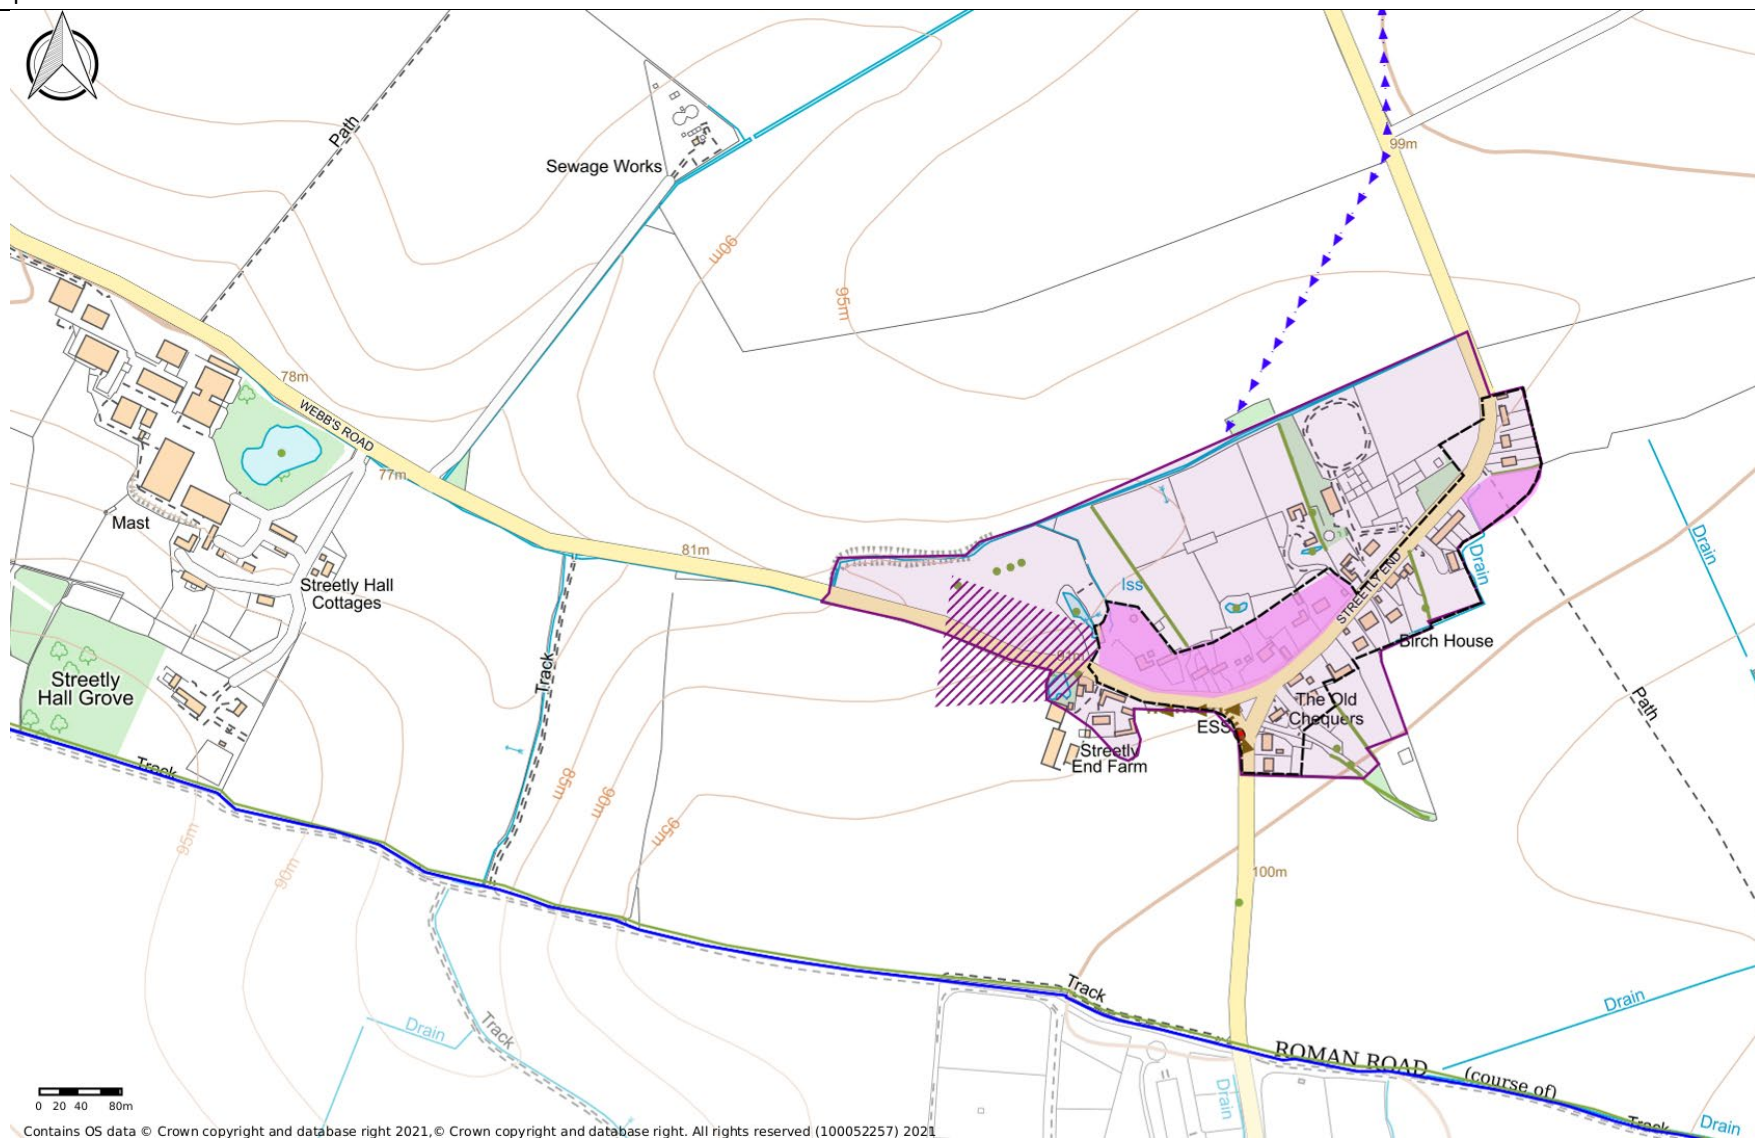 Path
99m
Sewage Works
90m
95m
78m
WEBB'S ROAD
77m
Mast
81m
Drain
Drain
Iss
STREETLY END
Streetly Hall
Cottages
Birch House
91m
Track
Streetly
Hall Grove
Path
The Old
Chequers
ESS
Streetly
End Farm
Track
85m
90m
95m
95m
90m
100m
Track
Drain
Track
Drain
ROMAN ROAD
(course of)
Drain
Track
Drain
0 20 40 80m
Contains OS data © Crown copyright and database right 2021,© Crown copyright and database right. All rights reserved (100052257) 2021